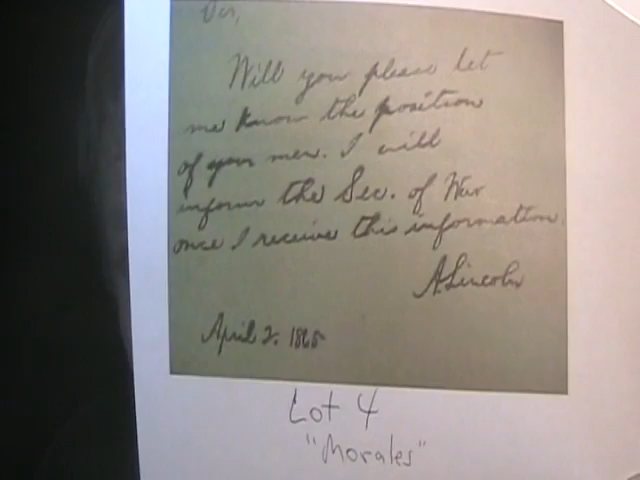 Sir,
Will you please let
me know the position
of your men. I will
inform the Sec. of War
once I receive this information.
A. Lincoln
April 2. 1865
Lot 4
"Morales"